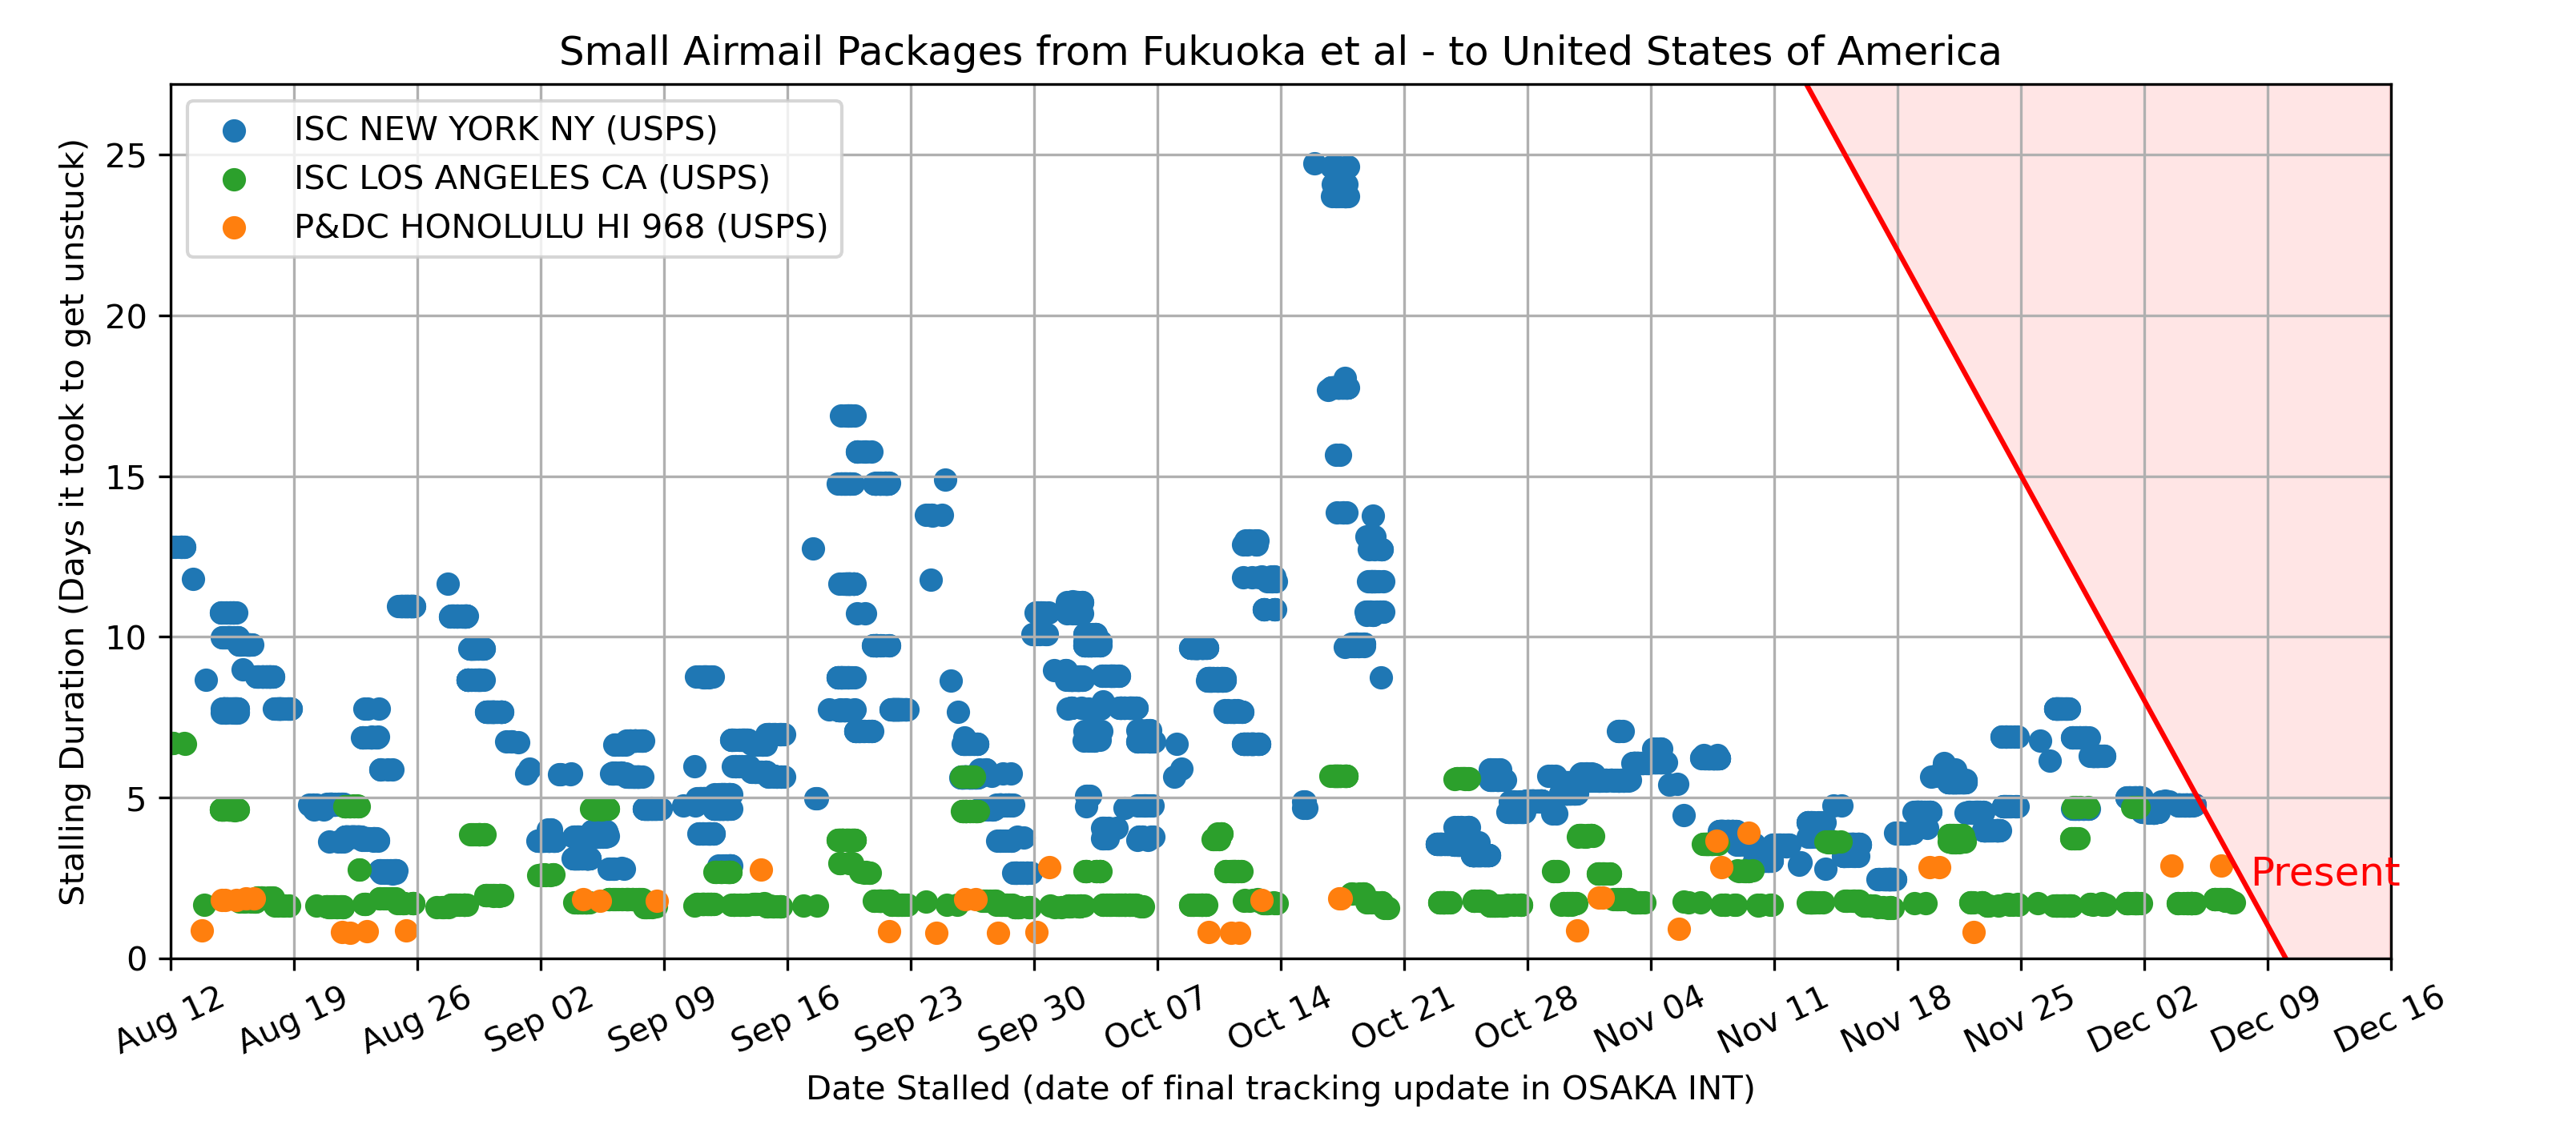 Small Airmail Packages from Fukuoka et al - to United States of America
ISC NEW YORK NY (USPS)
ISC LOS ANGELES CA (USPS)
P&DC HONOLULU HI 968 (USPS)
Stalling Duration (Days it took to get unstuck)
25
20
15
10
5
0
Present
Aug 12
Aug 19
Aug 26
Sep 02
Sep 09
Sep 16
Sep 23
Sep 30
Oct 07
Oct 14
Oct 21
Oct 28
Nov 04
Nov 11
Nov 18
Nov 25
Dec 02
Dec 09
Dec 16
Date Stalled (date of final tracking update in OSAKA INT)